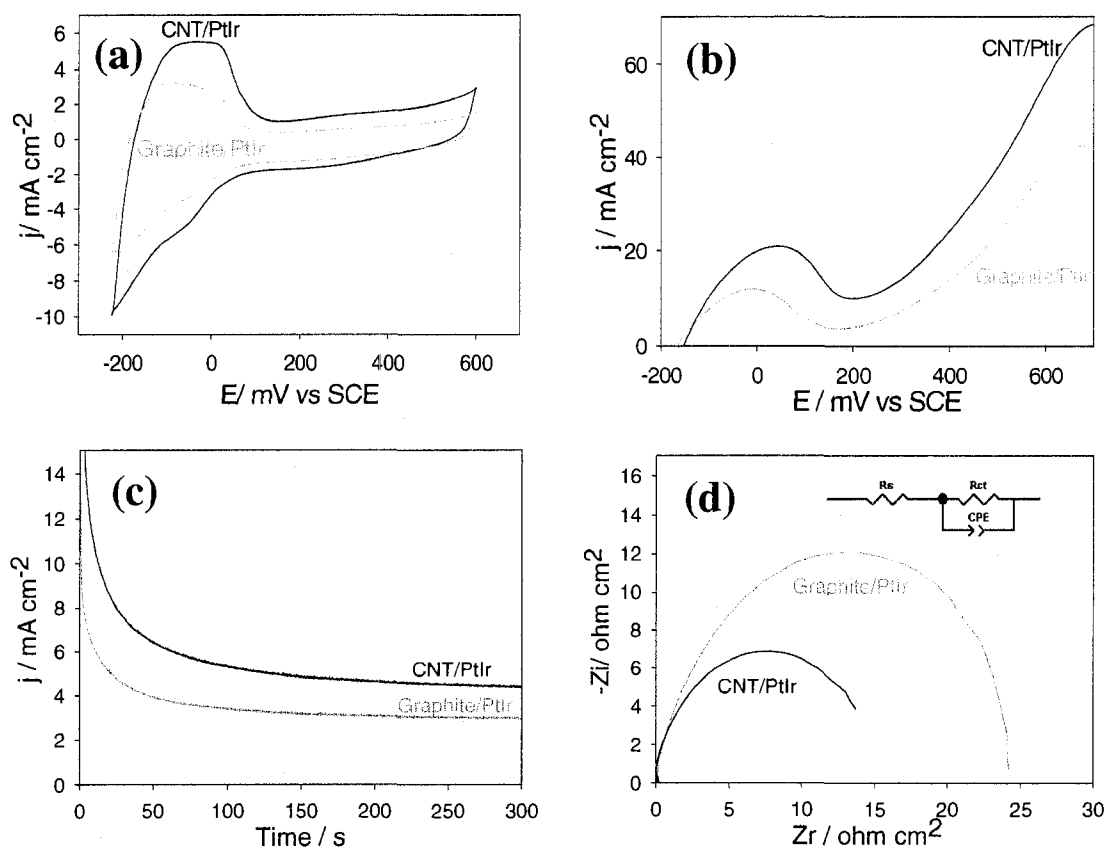 (a)
CNT/PtIr
Graphite/PtIr
6
4
2
0
-2
-4
-6
-8
-10
j/ mA cm-2
-200 0 200 400 600
E/ mV vs SCE
(b)
CNT/PtIr
Graphite/PtIr
60
40
20
0
j / mA cm-2
-200 0 200 400 600
E / mV vs SCE
(c)
CNT/PtIr
Graphite/PtIr
14
12
10
8
6
4
2
0
j / mA cm-2
0 50 100 150 200 250 300
Time / s
(d)
Rs Rct
CPE
Graphite/PtIr
CNT/PtIr
16
14
12
10
8
6
4
2
0
-Zi/ ohm cm2
0 5 10 15 20 25 30
Zr / ohm cm2